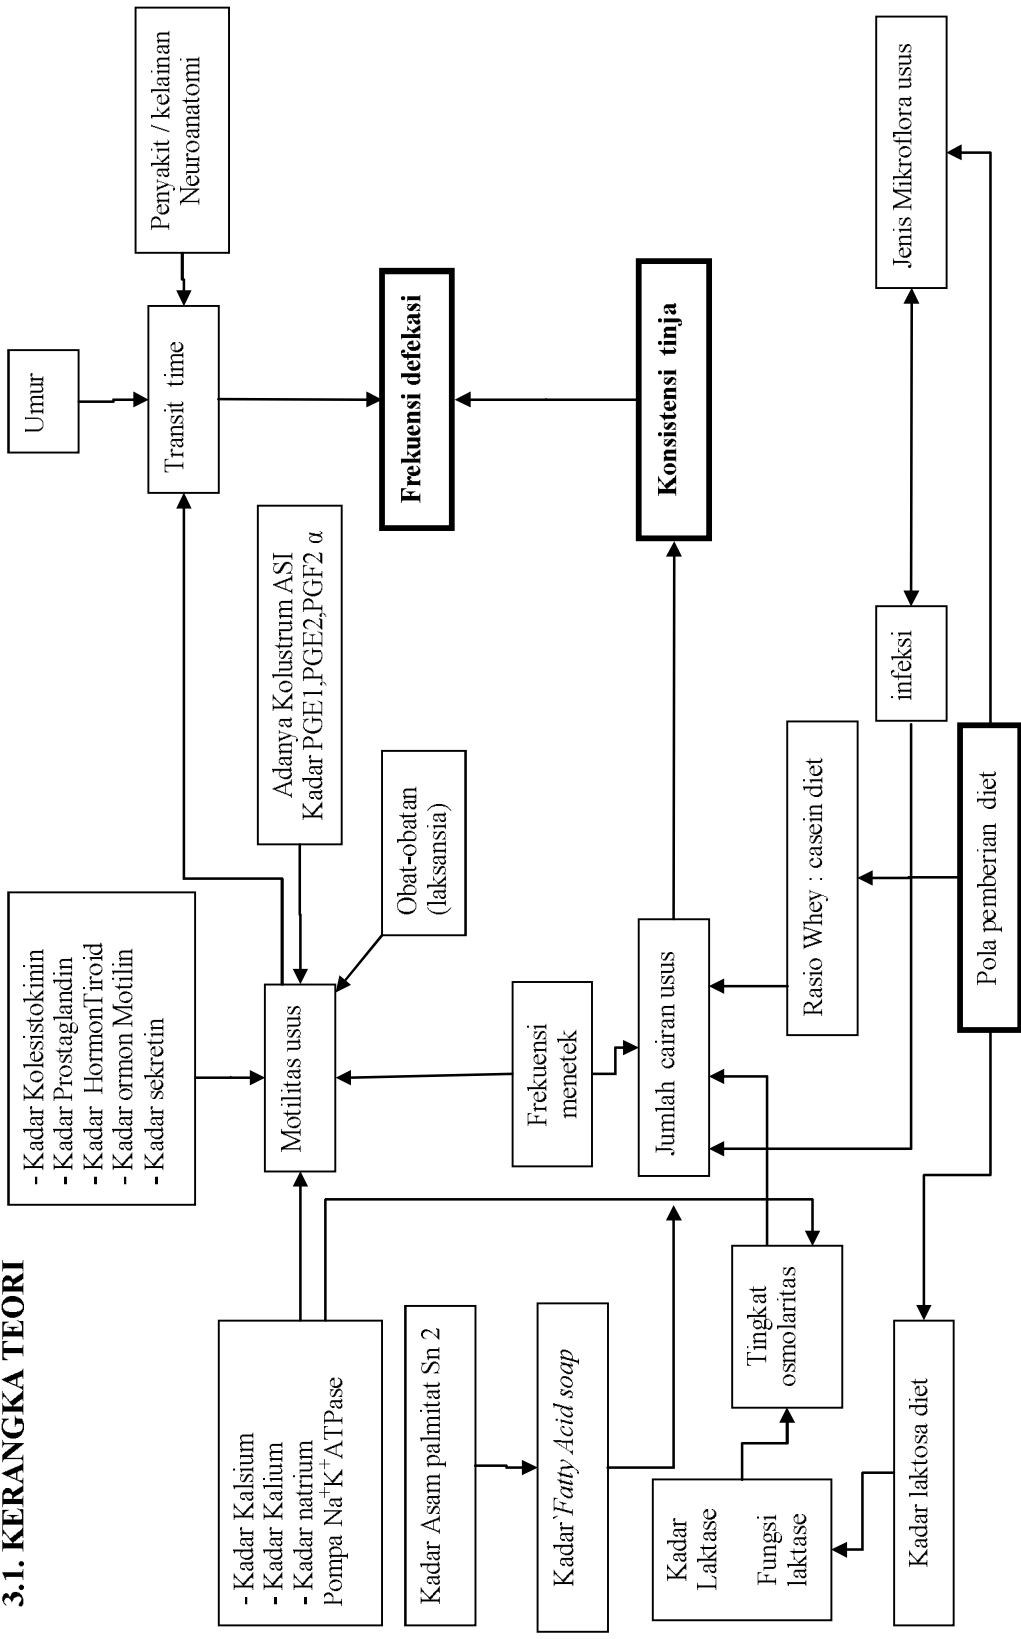 3.1. KERANGKA TEORI
- Kadar Kolesistokinin
- Kadar Prostaglandin
- Kadar HormonTiroid
- Kadar ormon Motilin
- Kadar sekretin
Umur
Penyakit / kelainan
Neuroanatomi
Transit time
- Kadar Kalsium
- Kadar Kalium
- Kadar natrium
Pompa Na⁺K⁺ATPase
Motilitas usus
Adanya Kolustrum ASI
Kadar PGE1,PGE2,PGF2 α
Obat-obatan
(laksansia)
Frekuensi defekasi
Kadar Asam palmitat Sn 2
Frekuensi
menetek
Kadar`Fatty Acid soap
Jumlah cairan usus
Konsistensi tinja
Kadar
Laktase
Fungsi
laktase
Tingkat
osmolaritas
Rasio Whey : casein diet
infeksi
Jenis Mikroflora usus
Kadar laktosa diet
Pola pemberian diet